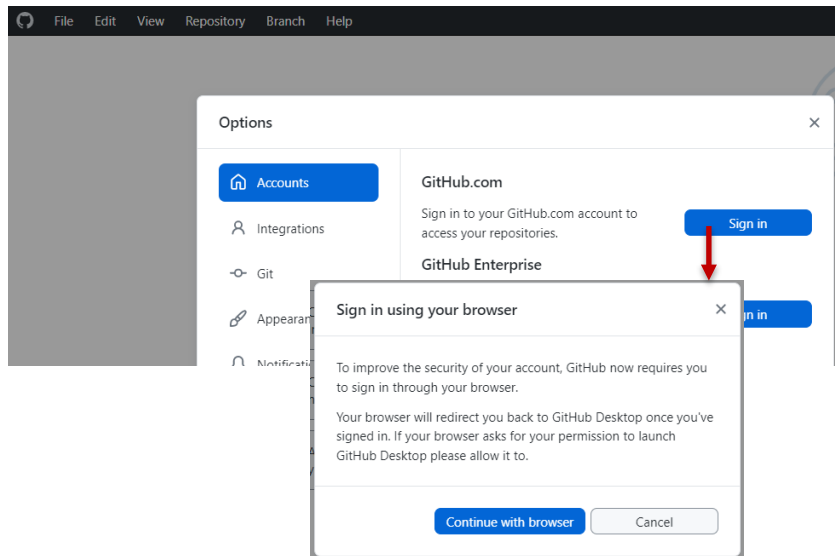 File Edit View Repository Branch Help
Options
Accounts
GitHub.com
Integrations
Sign in to your GitHub.com account to
access your repositories.
Sign in
Git
GitHub Enterprise
Sign in using your browser
To improve the security of your account, GitHub now requires you
to sign in through your browser.
Your browser will redirect you back to GitHub Desktop once you've
signed in. If your browser asks for your permission to launch
GitHub Desktop please allow it to.
Continue with browser
Cancel